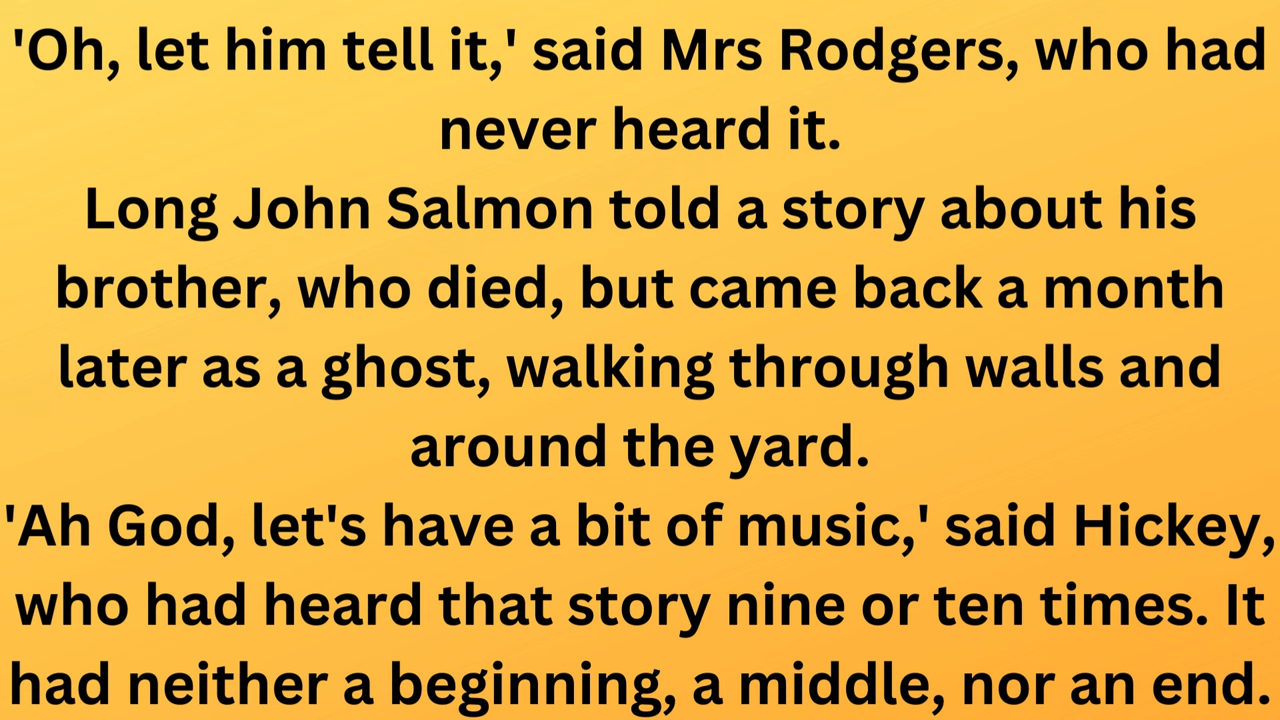 'Oh, let him tell it,' said Mrs Rodgers, who had
never heard it.
Long John Salmon told a story about his
brother, who died, but came back a month
later as a ghost, walking through walls and
around the yard.
'Ah God, let's have a bit of music,' said Hickey,
who had heard that story nine or ten times. It
had neither a beginning, a middle, nor an end.